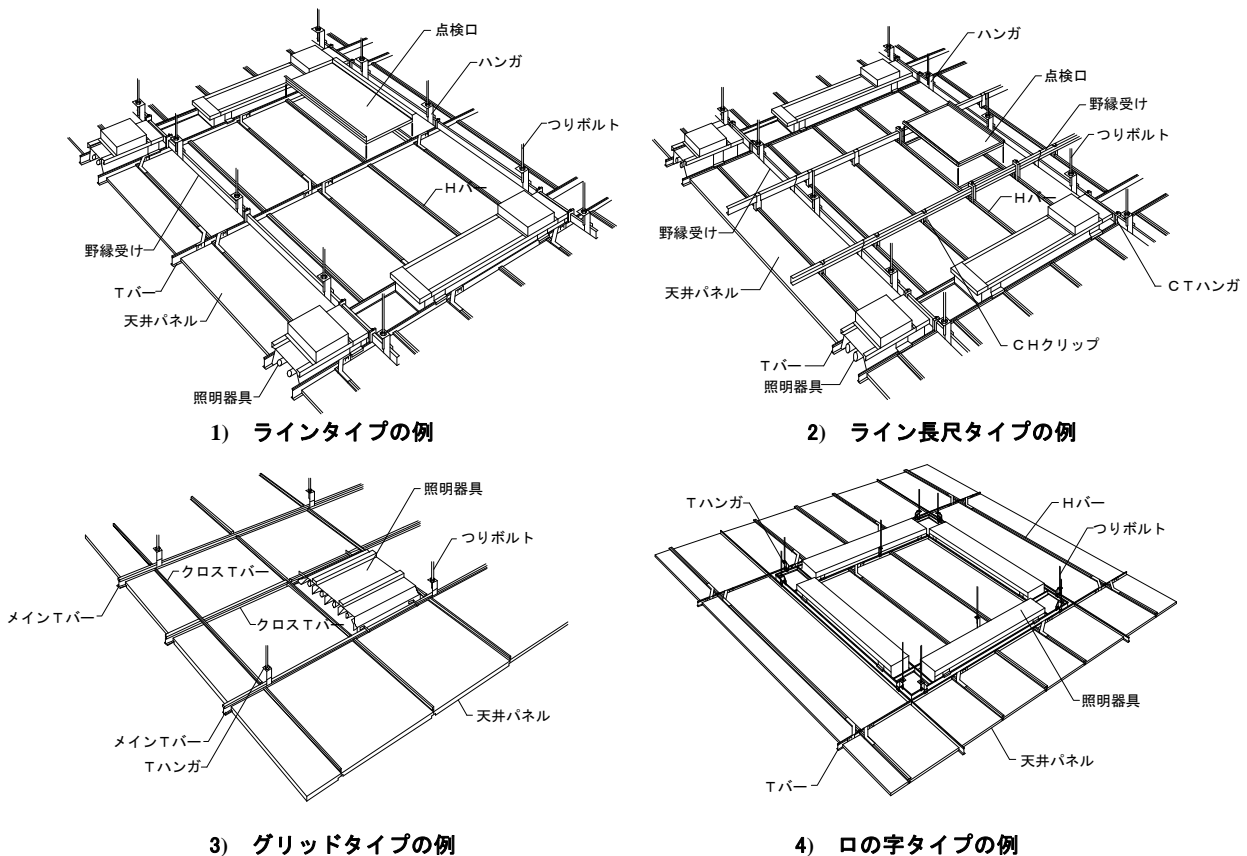 点検口
ハンガ
つりボルト
Hバー
野縁受け
Tバー
天井パネル
照明器具
1) ラインタイプの例
ハンガ
点検口
野縁受け
つりボルト
Hバー
野縁受け
天井パネル
CTハンガ
CHクリップ
Tバー
照明器具
2) ライン長尺タイプの例
照明器具
つりボルト
クロスTバー
メインTバー
クロスTバー
天井パネル
メインTバー
Tハンガ
3) グリッドタイプの例
Tハンガ
Hバー
つりボルト
照明器具
天井パネル
Tバー
4) ロの字タイプの例